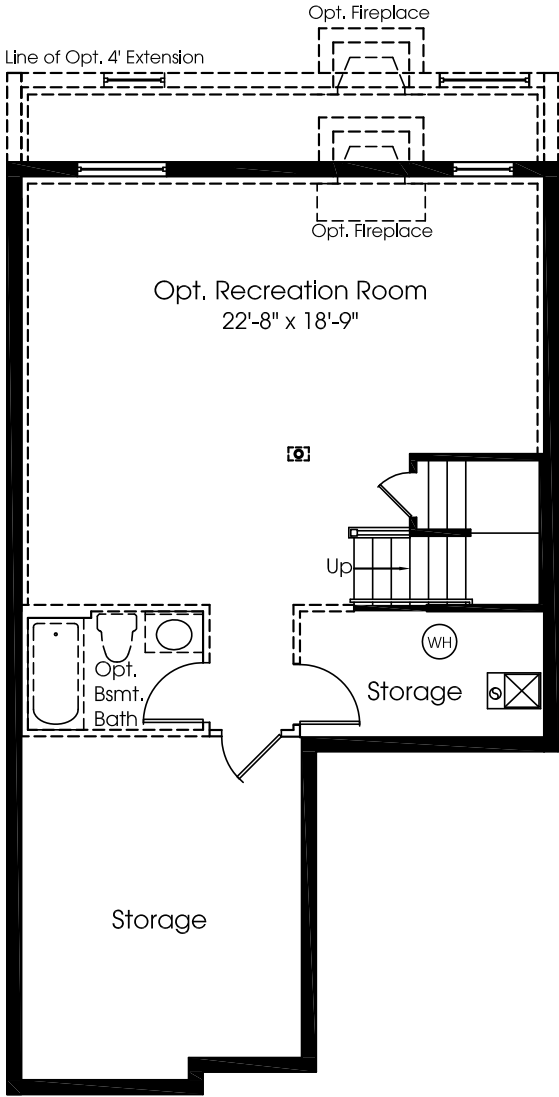 Opt. Fireplace
Line of Opt. 4' Extension
Opt. Fireplace
Opt. Recreation Room
22'-8" x 18'-9"
Up
WH
Opt.
Bsmt.
Bath
Storage
Storage